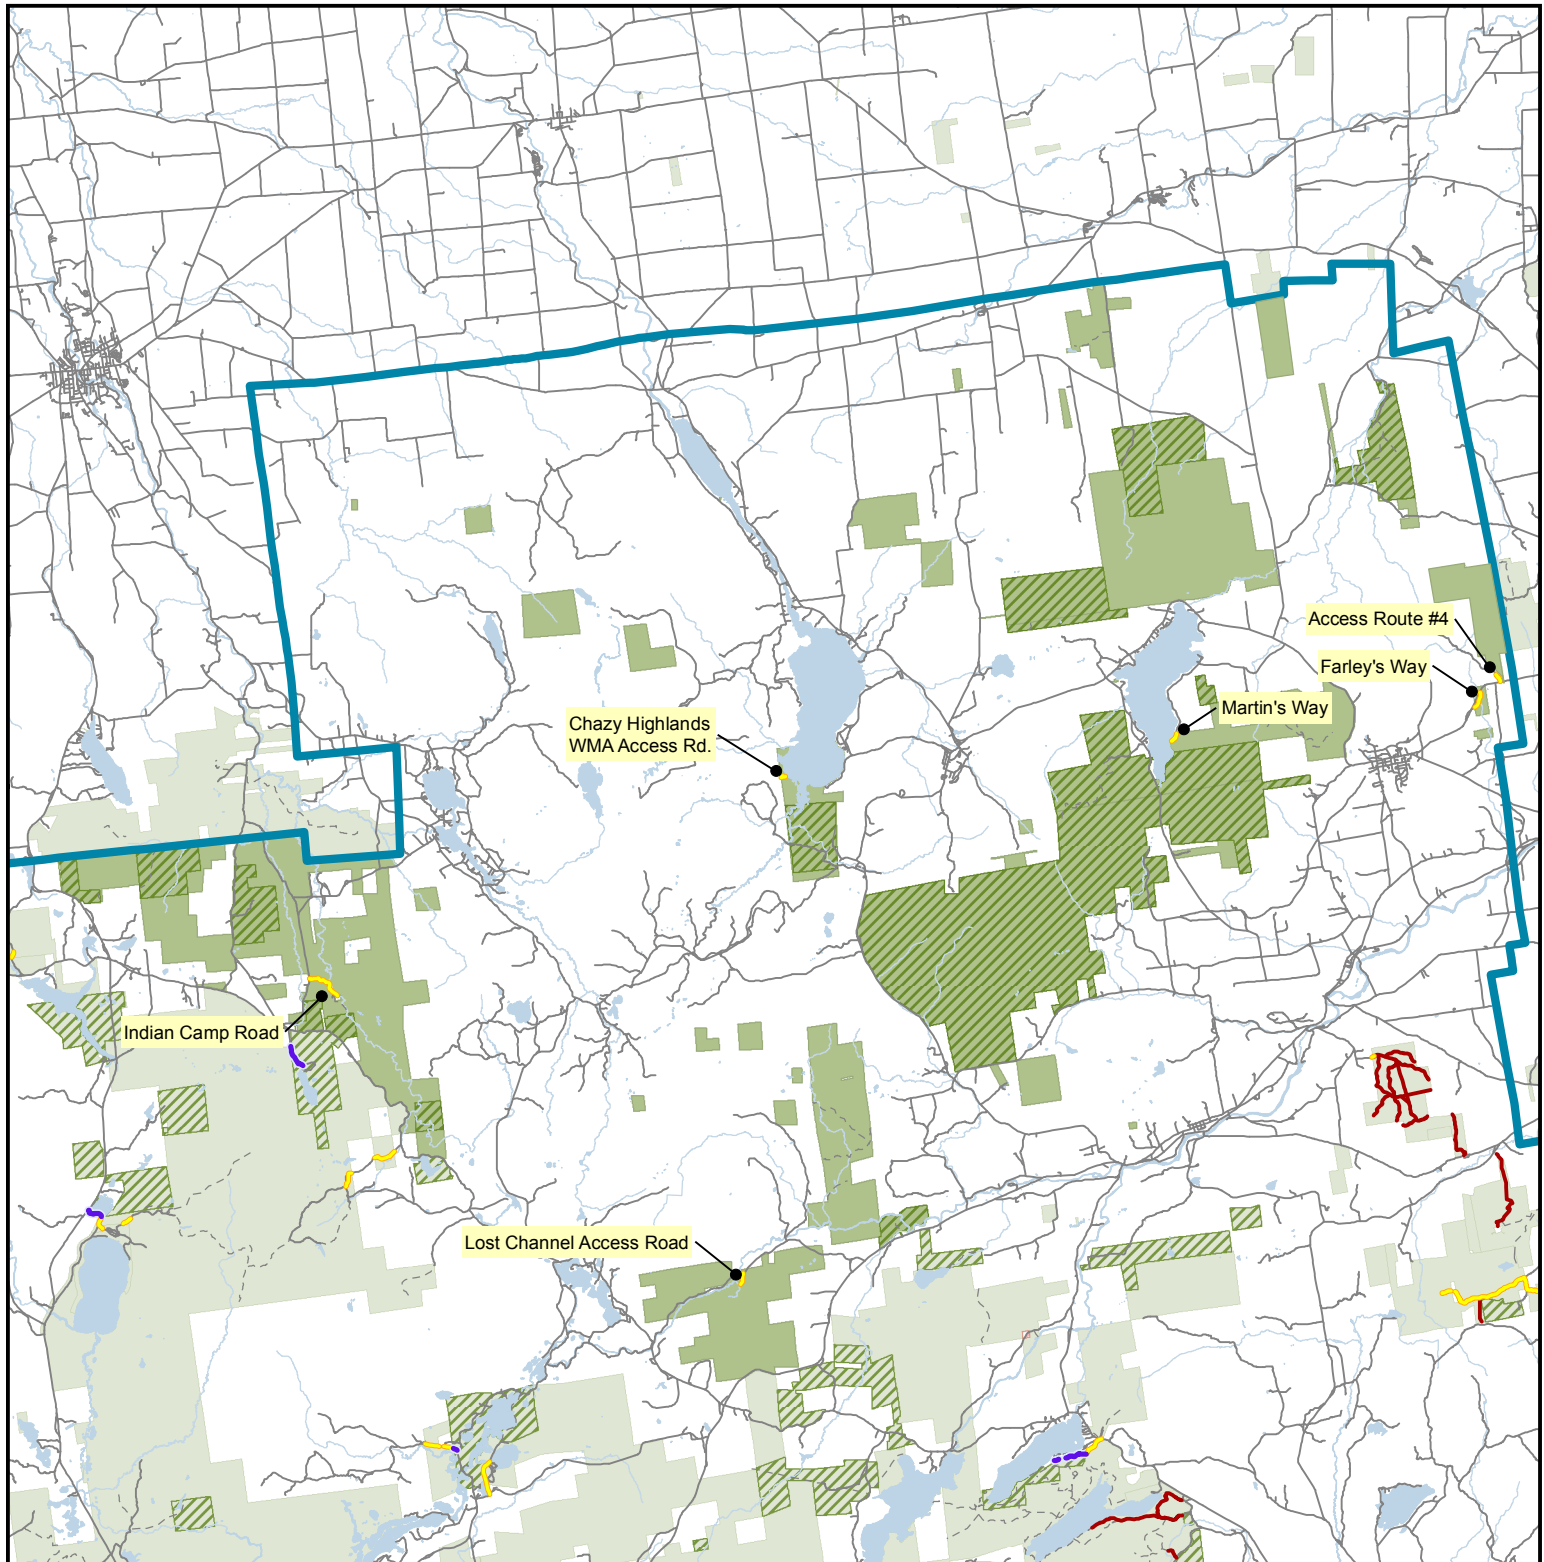 Access Route #4
Farley's Way
Martin's Way
Chazy Highlands
WMA Access Rd.
Indian Camp Road
Lost Channel Access Road